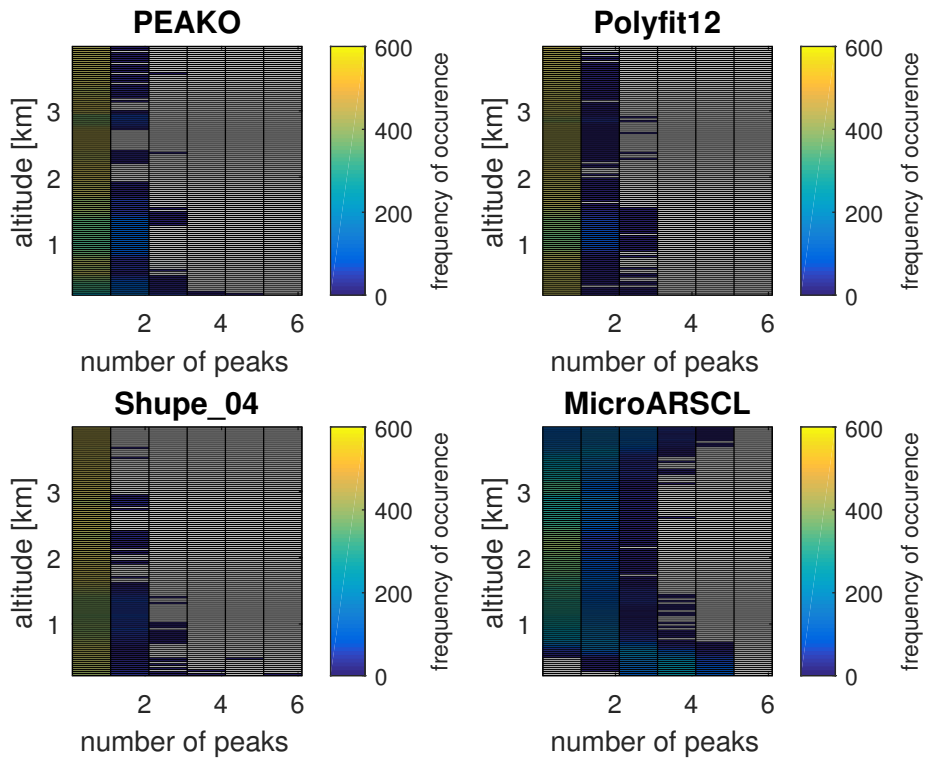 PEAKO
Polyfit12
altitude [km]
3
2
1
2
4
6
number of peaks
600
400
200
0
frequency of occurence
altitude [km]
3
2
1
2
4
6
number of peaks
600
400
200
0
frequency of occurence
Shupe_04
MicroARSCL
altitude [km]
3
2
1
2
4
6
number of peaks
600
400
200
0
frequency of occurence
altitude [km]
3
2
1
2
4
6
number of peaks
600
400
200
0
frequency of occurence